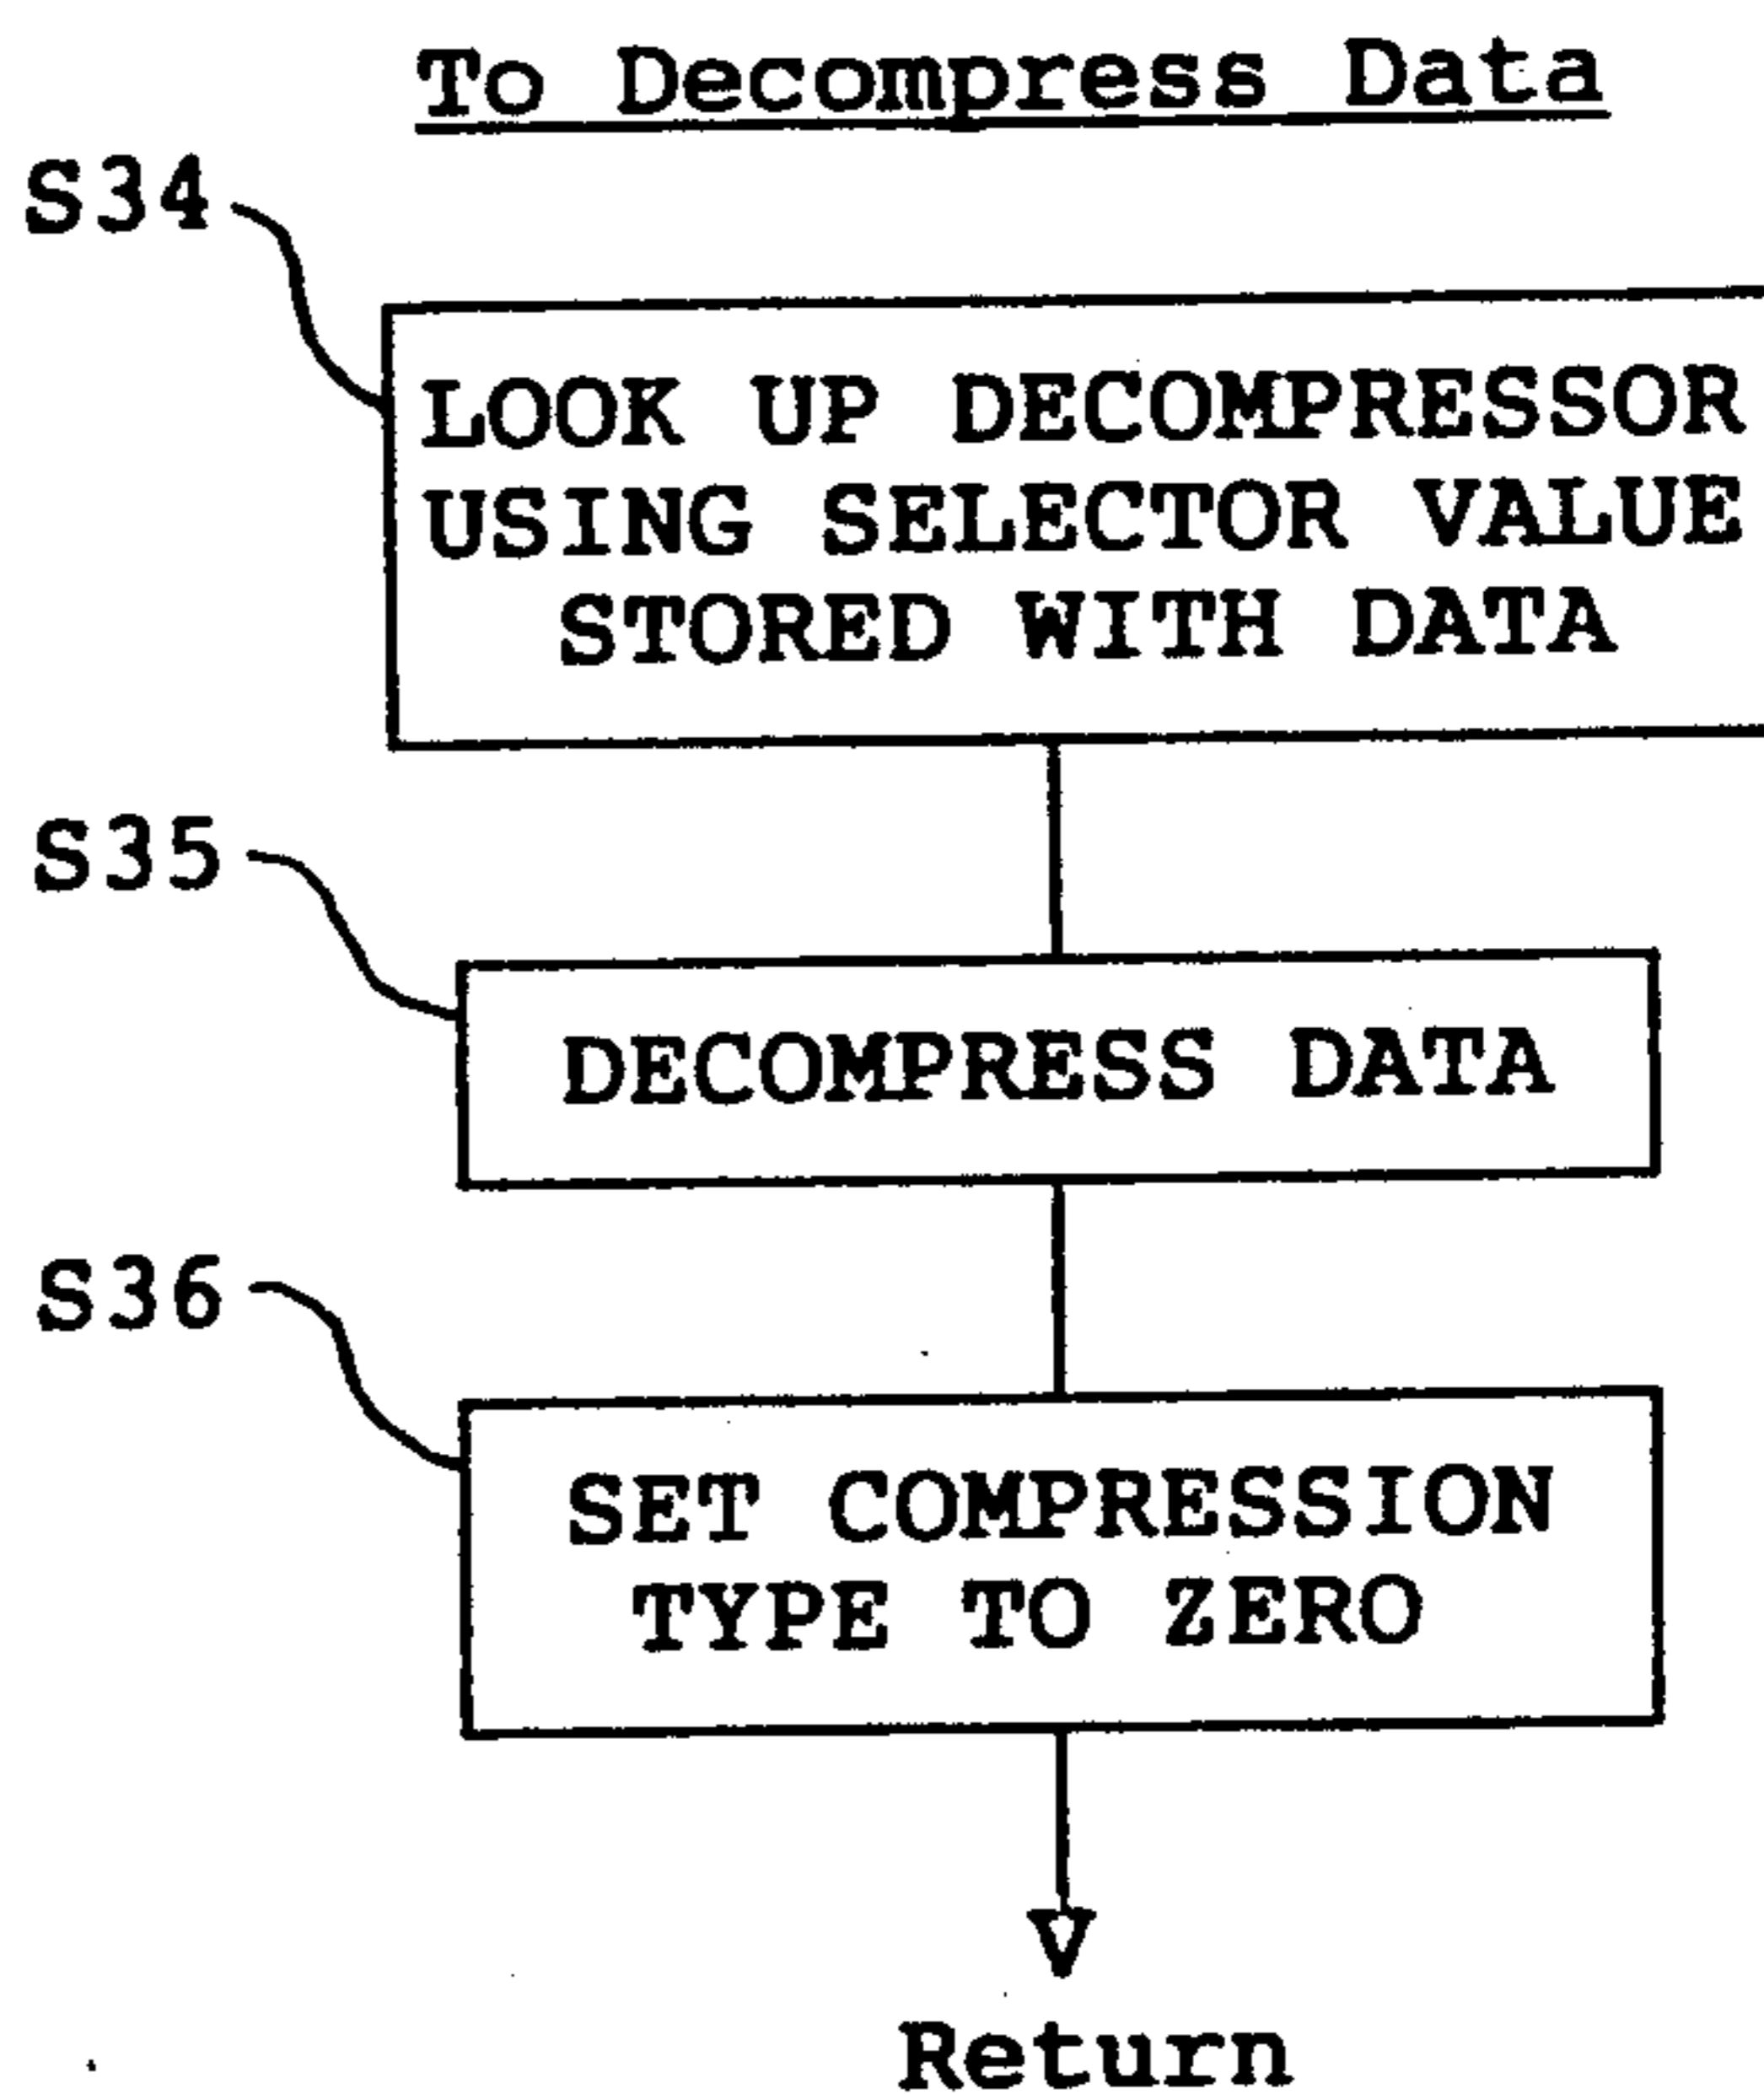 To Decompress Data
S34
LOOK UP DECOMPRESSOR
USING SELECTOR VALUE
STORED WITH DATA
S35
DECOMPRESS DATA
S36
SET COMPRESSION
TYPE TO ZERO
Return